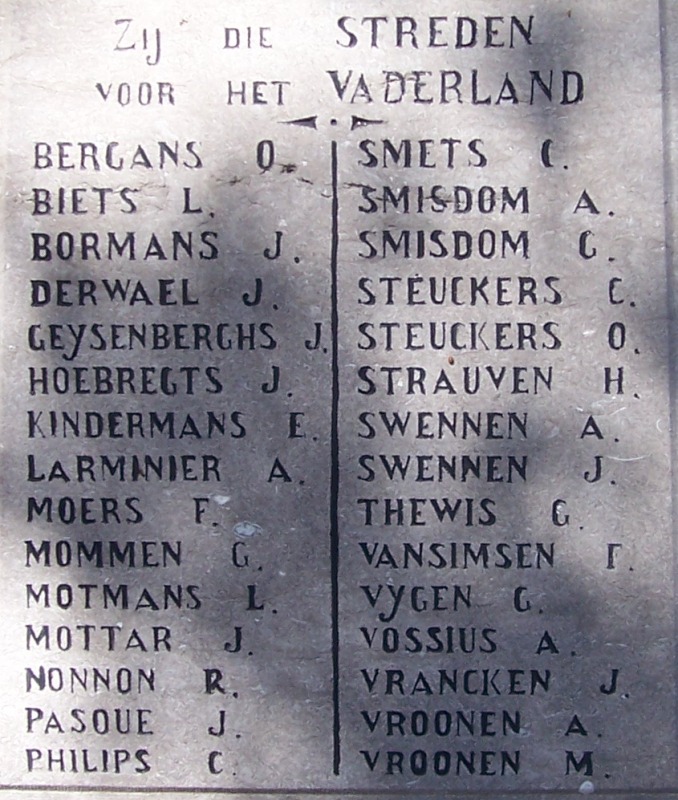 Zij DIE STREDEN
VOOR HET VADERLAND
BERGANS O.
BIETS L.
BORMANS J.
DERWAEL J.
GEYSENBERGHS J.
HOEBREGTS J.
KINDERMANS E.
LARMINIER A.
MOERS F.
MOMMEN G.
MOTMANS L.
MOTTAR J.
NONNON R.
PASQUE J.
PHILIPS C.
SMETS C.
SMISDOM A.
SMISDOM G.
STEUCKERS C.
STEUCKERS O.
STRAUVEN H.
SWENNEN A.
SWENNEN J.
THEWIS G.
VANSIMSEN
VYGEN G.
VOSSIUS A.
VRANCKEN J.
VROONEN A.
VROONEN M.